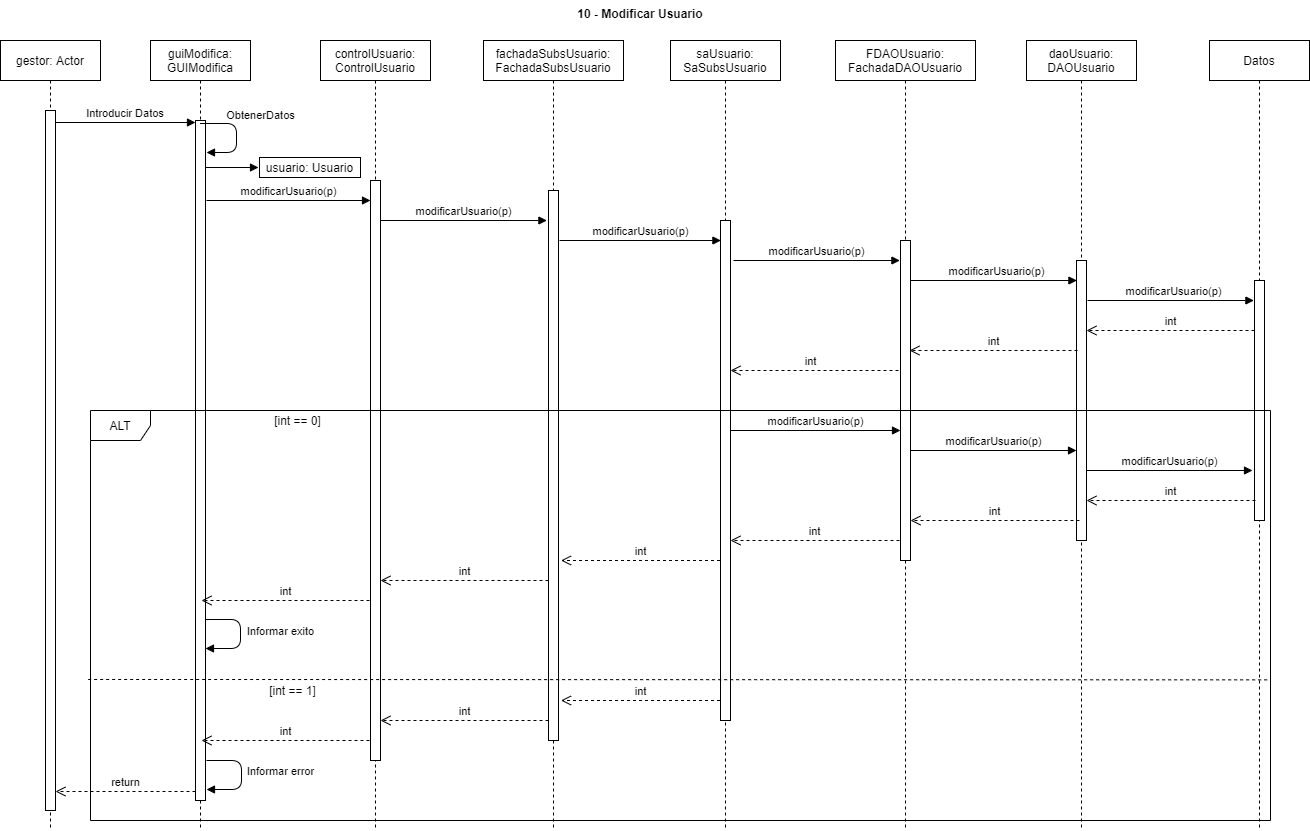 10 - Modificar Usuario
gestor: Actor
guiModifica:
GUIModifica
controlUsuario:
ControlUsuario
fachadaSubsUsuario:
FachadaSubsUsuario
saUsuario:
SaSubsUsuario
FDAOUsuario:
FachadaDAOUsuario
daoUsuario:
DAOUsuario
Datos
Introducir Datos
ObtenerDatos
usuario: Usuario
modificarUsuario(p)
modificarUsuario(p)
modificarUsuario(p)
modificarUsuario(p)
modificarUsuario(p)
modificarUsuario(p)
int
int
int
ALT
[int == 0]
modificarUsuario(p)
modificarUsuario(p)
modificarUsuario(p)
int
int
int
int
int
int
Informar exito
[int == 1]
int
int
int
Informar error
return